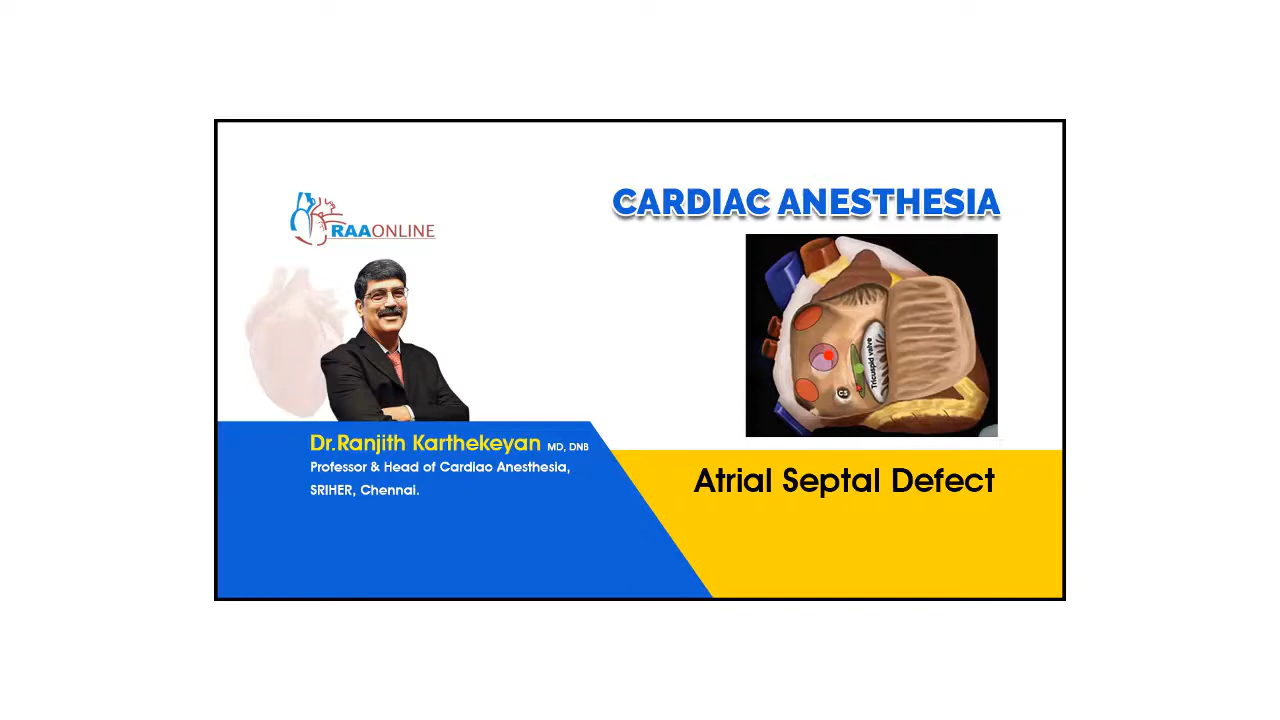 CARDIAC ANESTHESIA
RAAONLINE
Tricuspid valve
CS
Dr.Ranjith Karthekeyan MD, DNB
Professor & Head of Cardiac Anesthesia,
SRIHER, Chennai.
Atrial Septal Defect